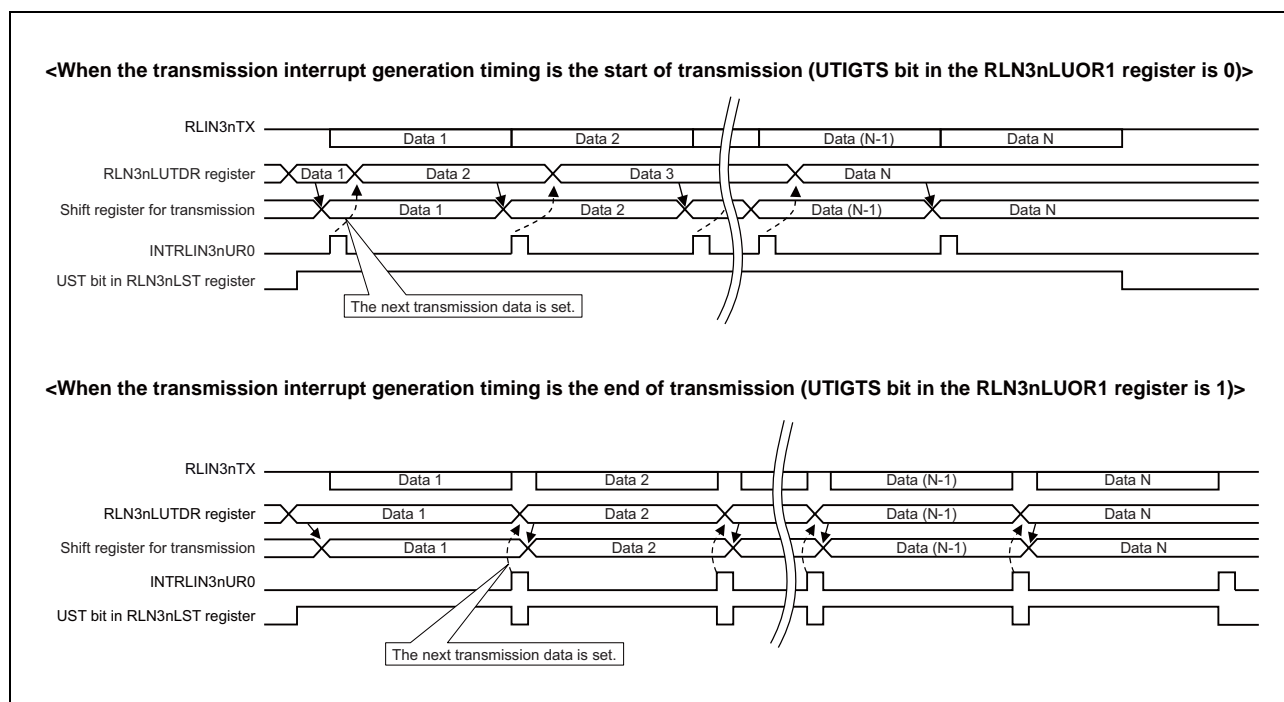 <When the transmission interrupt generation timing is the start of transmission (UTIGTS bit in the RLN3nLUOR1 register is 0)>
RLIN3nTX
Data 1 Data 2 Data (N-1) Data N
RLN3nLUTDR register
Data 1 Data 2 Data 3 Data N
Shift register for transmission
Data 1 Data 2 Data (N-1) Data N
INTRLIN3nUR0
UST bit in RLN3nLST register
The next transmission data is set.
<When the transmission interrupt generation timing is the end of transmission (UTIGTS bit in the RLN3nLUOR1 register is 1)>
RLIN3nTX
Data 1 Data 2 Data (N-1) Data N
RLN3nLUTDR register
Data 1 Data 2 Data (N-1) Data N
Shift register for transmission
Data 1 Data 2 Data (N-1) Data N
INTRLIN3nUR0
UST bit in RLN3nLST register
The next transmission data is set.